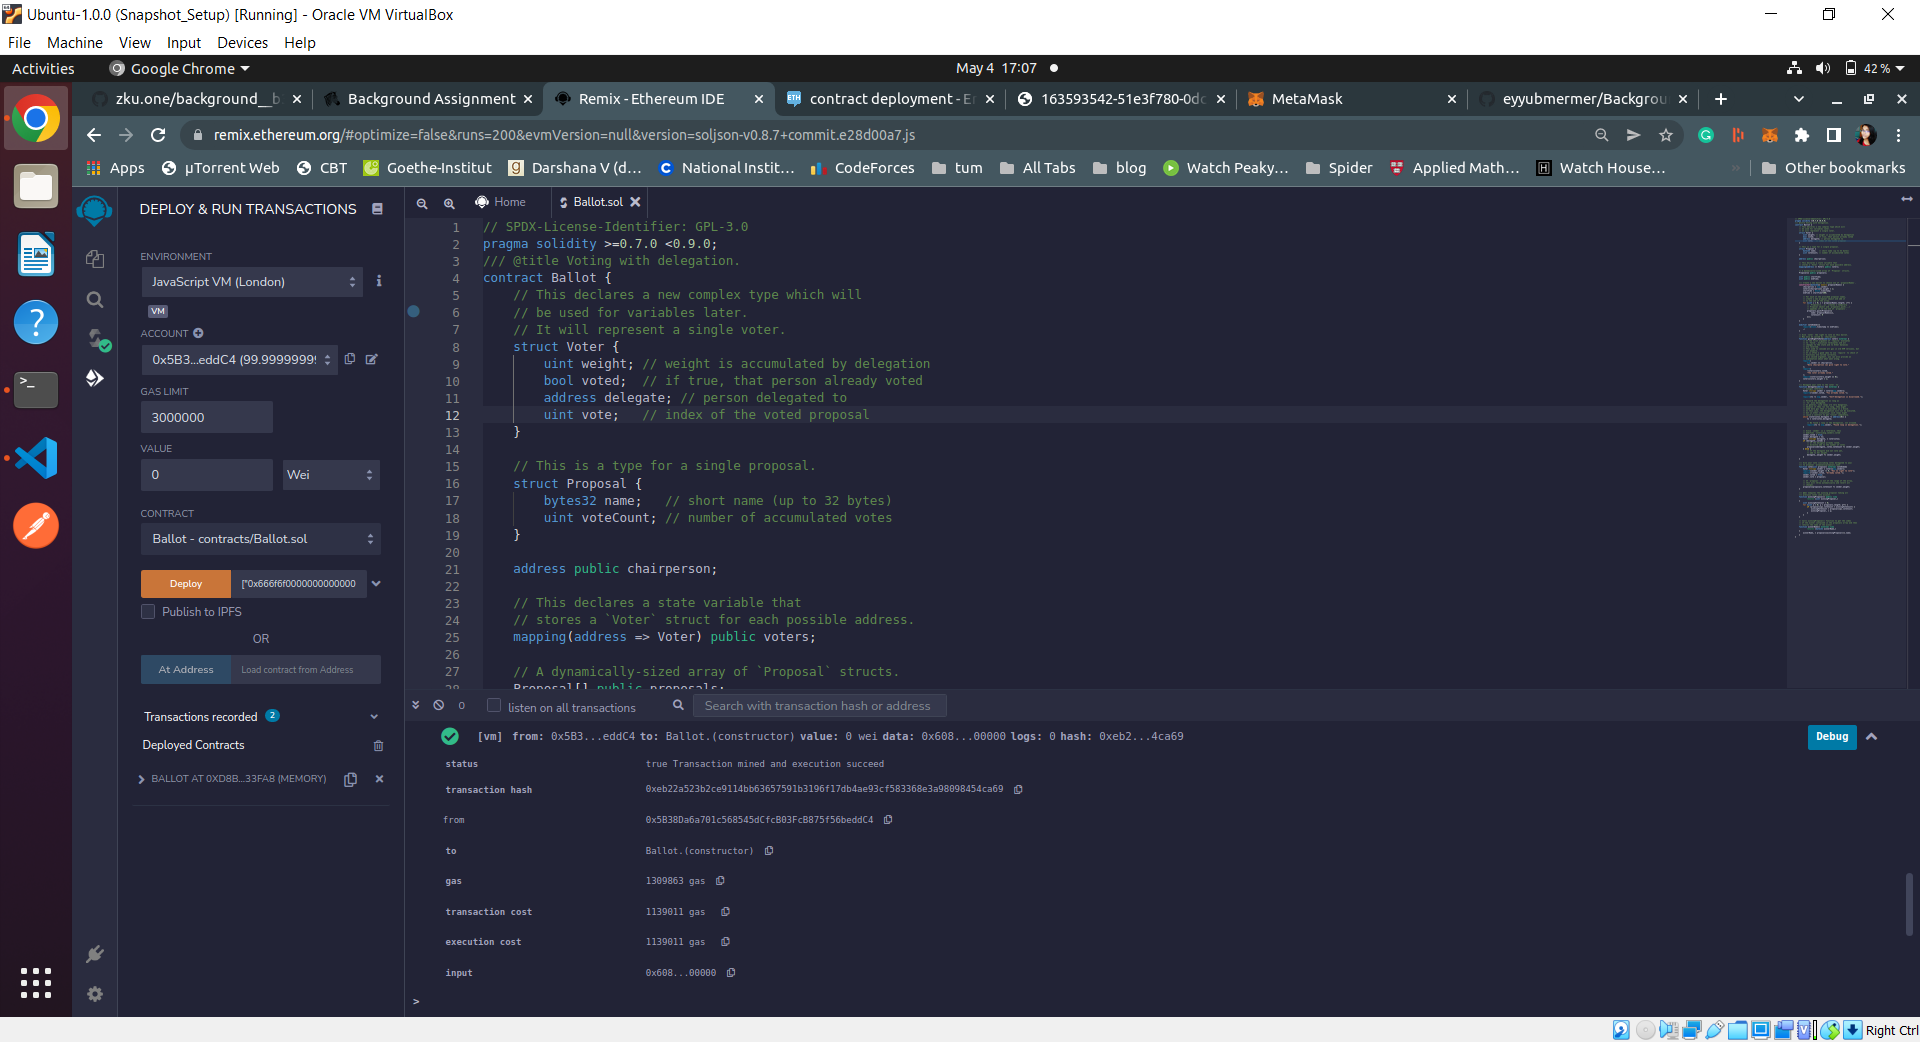 Ubuntu-1.0.0 (Snapshot_Setup) [Running] - Oracle VM VirtualBox
File Machine View Input Devices Help
Activities Google Chrome May 4 17:07 42 %
zku.one/background__b Background Assignment Remix - Ethereum IDE contract deployment - E 163593542-51e3f780-0dc MetaMask eyyubmermer/Backgrou
remix.ethereum.org/#optimize=false&runs=200&evmVersion=null&version=soljson-v0.8.7+commit.e28d00a7.js
Apps µTorrent Web CBT Goethe-Institut Darshana V (d... National Instit... CodeForces tum All Tabs blog Watch Peaky... Spider Applied Math... Watch House... » Other bookmarks
DEPLOY & RUN TRANSACTIONS
ENVIRONMENT
JavaScript VM (London)
VM
ACCOUNT
0x5B3...eddC4 (99.9999999
GAS LIMIT
3000000
VALUE
0 Wei
CONTRACT
Ballot - contracts/Ballot.sol
Deploy ["0x666f6f0000000000000
Publish to IPFS
OR
At Address Load contract from Address
Transactions recorded 2
Deployed Contracts
BALLOT AT 0XD8B...33FA8 (MEMORY)
Home Ballot.sol
1 // SPDX-License-Identifier: GPL-3.0
2 pragma solidity >=0.7.0 <0.9.0;
3 /// @title Voting with delegation.
4 contract Ballot {
5 // This declares a new complex type which will
6 // be used for variables later.
7 // It will represent a single voter.
8 struct Voter {
9 uint weight; // weight is accumulated by delegation
10 bool voted; // if true, that person already voted
11 address delegate; // person delegated to
12 uint vote; // index of the voted proposal
13 }
14
15 // This is a type for a single proposal.
16 struct Proposal {
17 bytes32 name; // short name (up to 32 bytes)
18 uint voteCount; // number of accumulated votes
19 }
20
21 address public chairperson;
22
23 // This declares a state variable that
24 // stores a `Voter` struct for each possible address.
25 mapping(address => Voter) public voters;
26
27 // A dynamically-sized array of `Proposal` structs.
28 Proposal[] public proposals;
0 listen on all transactions Search with transaction hash or address
[vm] from: 0x5B3...eddC4 to: Ballot.(constructor) value: 0 wei data: 0x608...00000 logs: 0 hash: 0xeb2...4ca69 Debug
status true Transaction mined and execution succeed
transaction hash 0xeb22a523b2ce9114bb63657591b3196f17db4ae93cf583368e3a98098454ca69
from 0x5B38Da6a701c568545dCfcB03FcB875f56beddC4
to Ballot.(constructor)
gas 1309863 gas
transaction cost 1139011 gas
execution cost 1139011 gas
input 0x608...00000
>
Right Ctrl